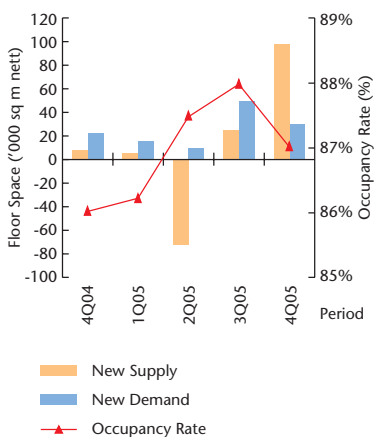 Floor Space ('000 sq m nett)
120
100
80
60
40
20
0
-20
-40
-60
-80
-100
89%
88%
87%
86%
85%
Occupancy Rate (%)
4Q04
1Q05
2Q05
3Q05
4Q05
Period
New Supply
New Demand
Occupancy Rate